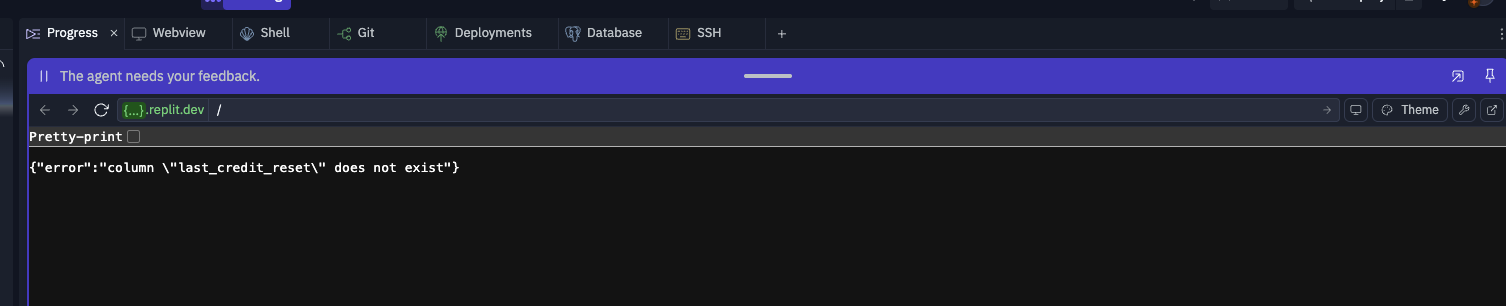 Progress × Webview Shell Git Deployments Database SSH +
The agent needs your feedback.
{...}.replit.dev / Theme
Pretty-print
{"error":"column \"last_credit_reset\" does not exist"}